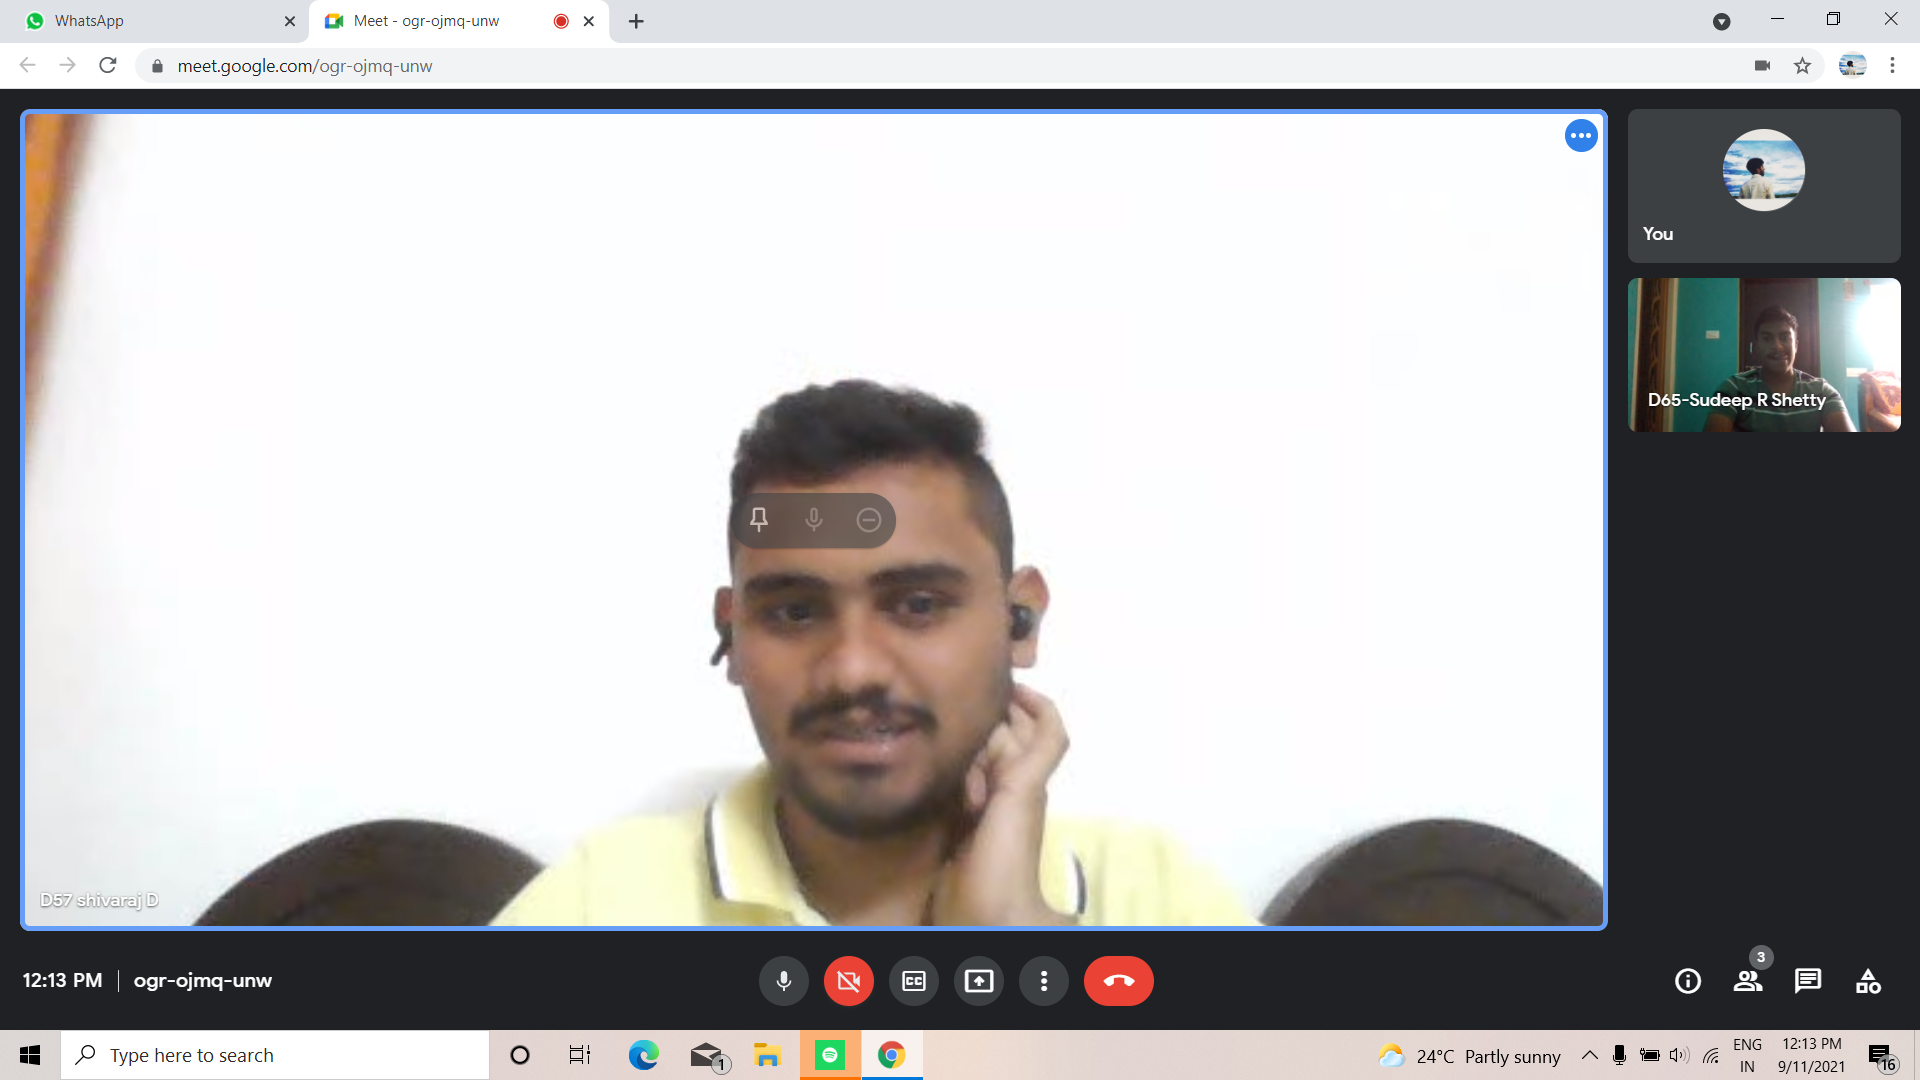 WhatsApp
Meet - ogr-ojmq-unw
meet.google.com/ogr-ojmq-unw
You
D65-Sudeep R Shetty
D57 shivaraj D
12:13 PM
ogr-ojmq-unw
CC
3
Type here to search
1
24°C Partly sunny
ENG
IN
12:13 PM
9/11/2021
16